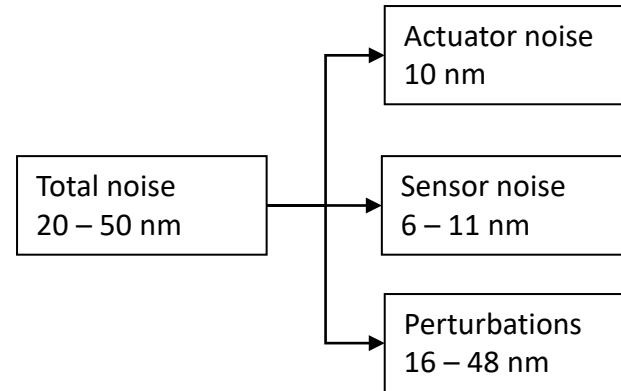 Actuator noise
10 nm
Total noise
20 – 50 nm
Sensor noise
6 – 11 nm
Perturbations
16 – 48 nm